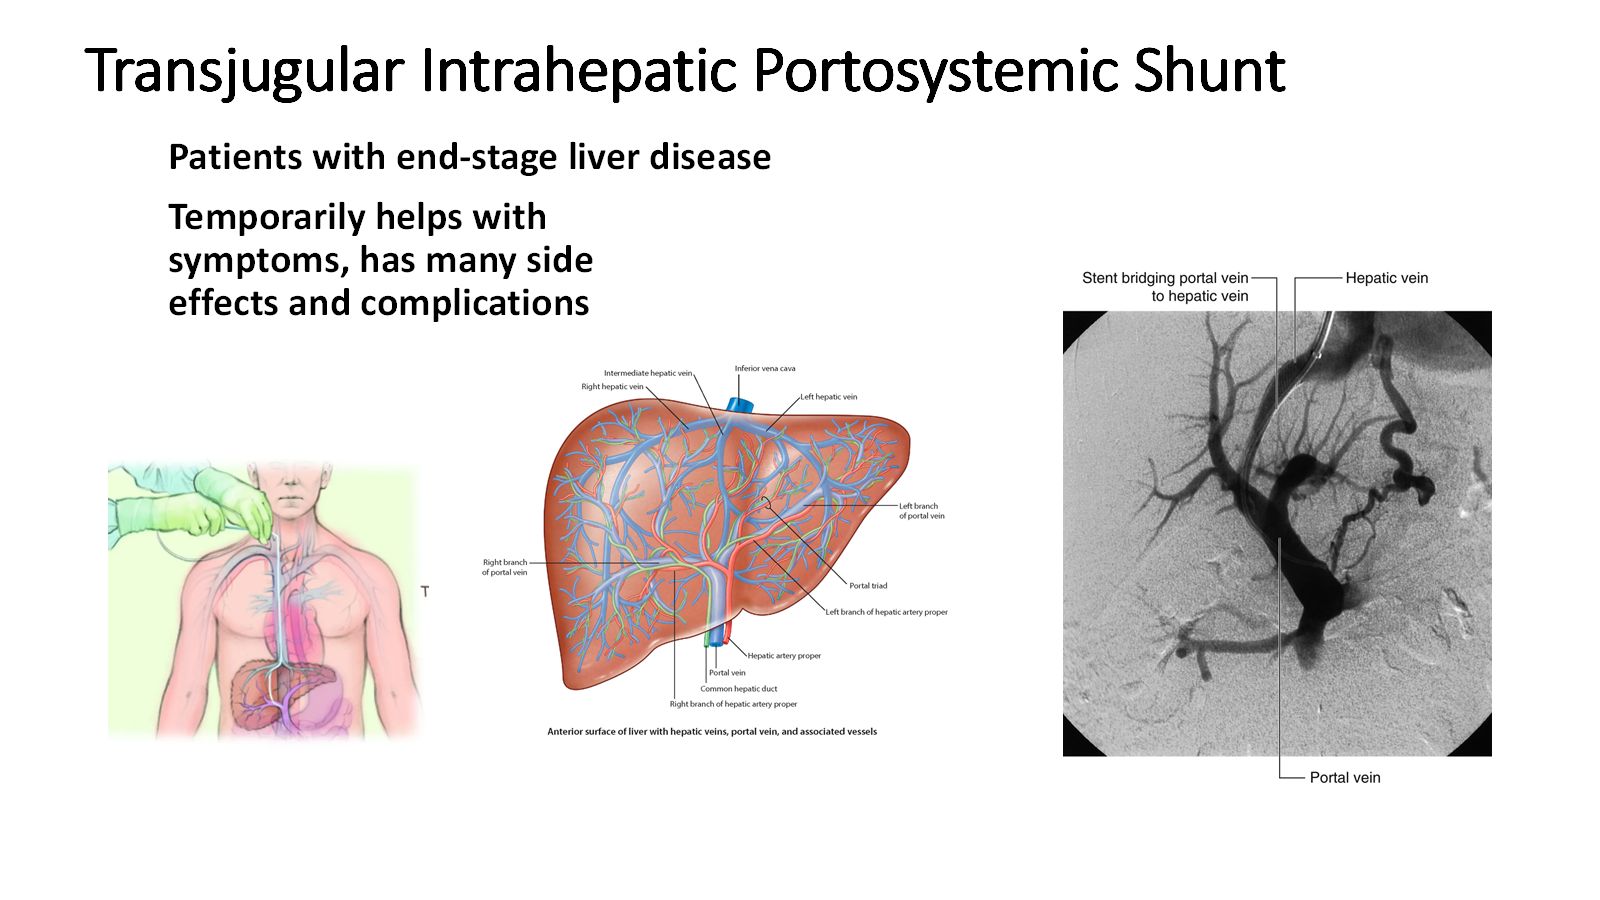 Transjugular Intrahepatic Portosystemic Shunt
Patients with end-stage liver disease
Temporarily helps with
symptoms, has many side
effects and complications
T
Intermediate hepatic vein
Inferior vena cava
Right hepatic vein
Left hepatic vein
Left branch
of portal vein
Right branch
of portal vein
Portal triad
Left branch of hepatic artery proper
Hepatic artery proper
Portal vein
Common hepatic duct
Right branch of hepatic artery proper
Anterior surface of liver with hepatic veins, portal vein, and associated vessels
Stent bridging portal vein
to hepatic vein
Hepatic vein
Portal vein